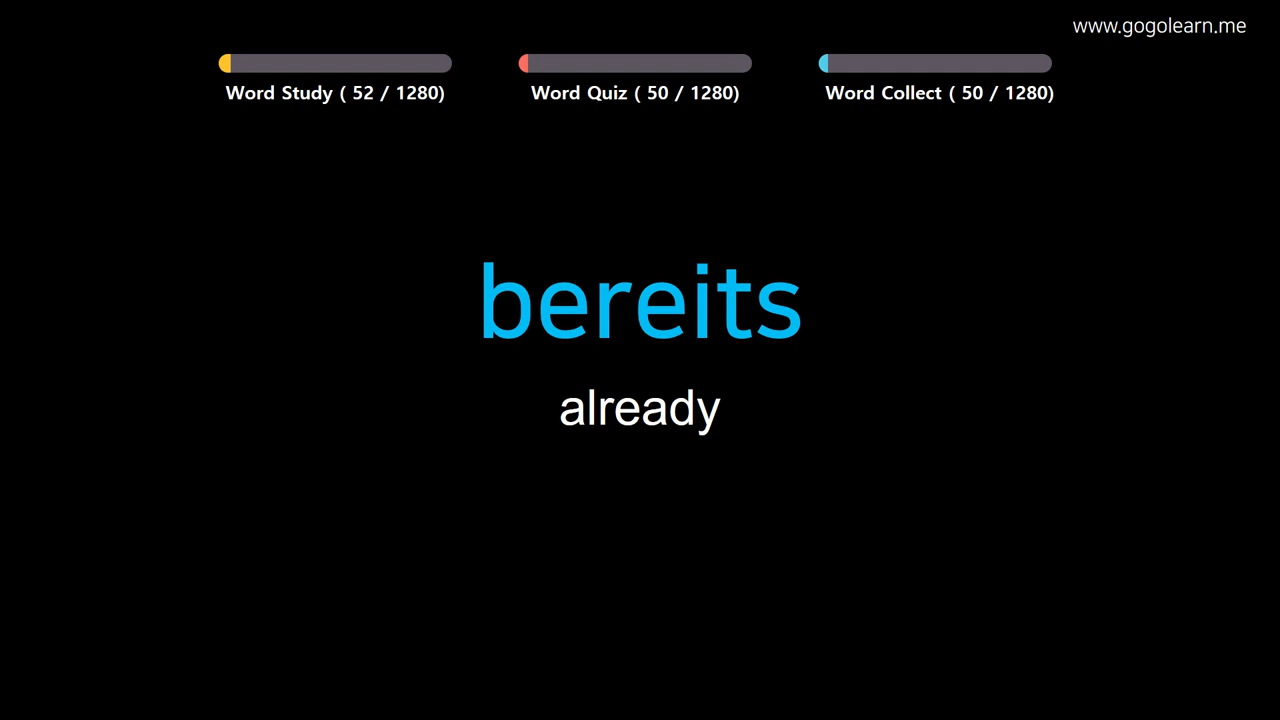 www.gogolearn.me
Word Study ( 52 / 1280)
Word Quiz ( 50 / 1280)
Word Collect ( 50 / 1280)
bereits
already